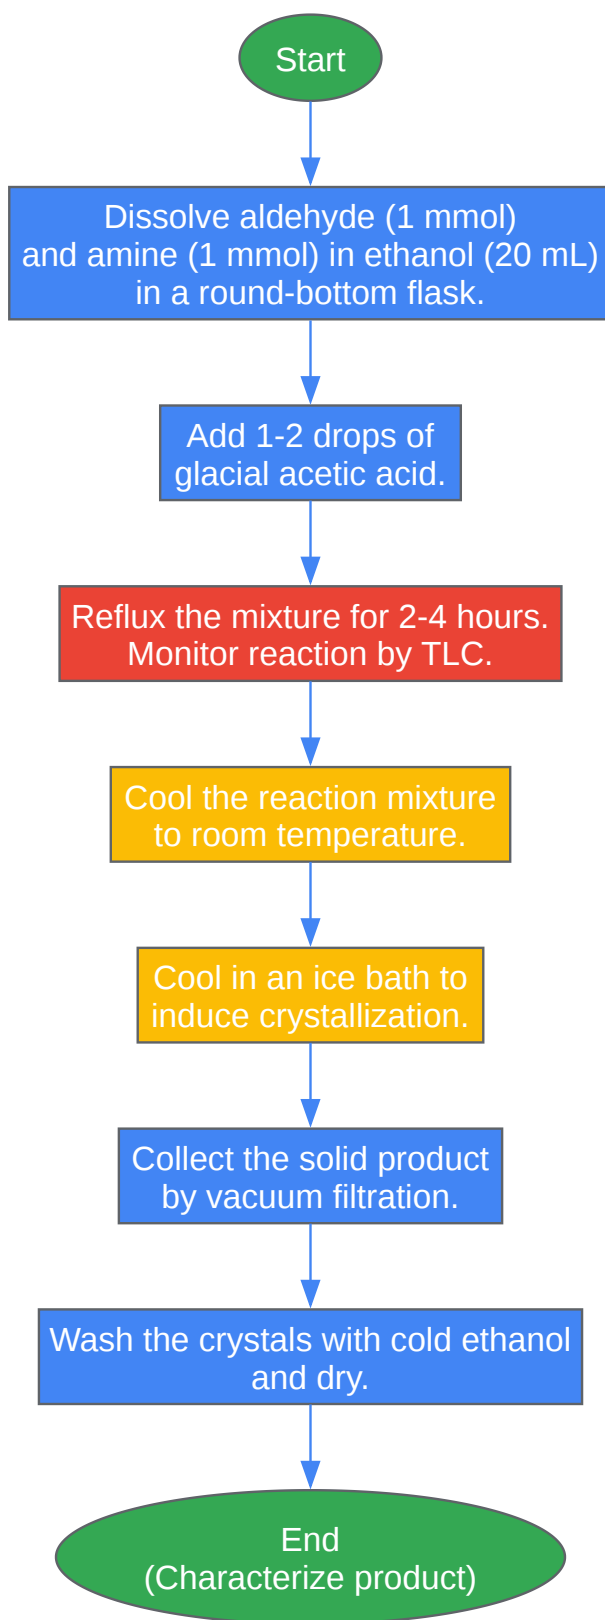 Start
Dissolve aldehyde (1 mmol)
and amine (1 mmol) in ethanol (20 mL)
in a round-bottom flask.
Add 1-2 drops of
glacial acetic acid.
Reflux the mixture for 2-4 hours.
Monitor reaction by TLC.
Cool the reaction mixture
to room temperature.
Cool in an ice bath to
induce crystallization.
Collect the solid product
by vacuum filtration.
Wash the crystals with cold ethanol
and dry.
End
(Characterize product)